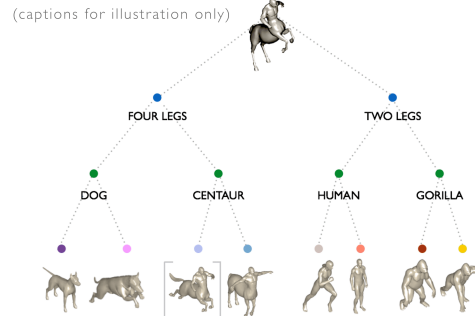 (captions for illustration only)
FOUR LEGS
TWO LEGS
DOG
CENTAUR
HUMAN
GORILLA